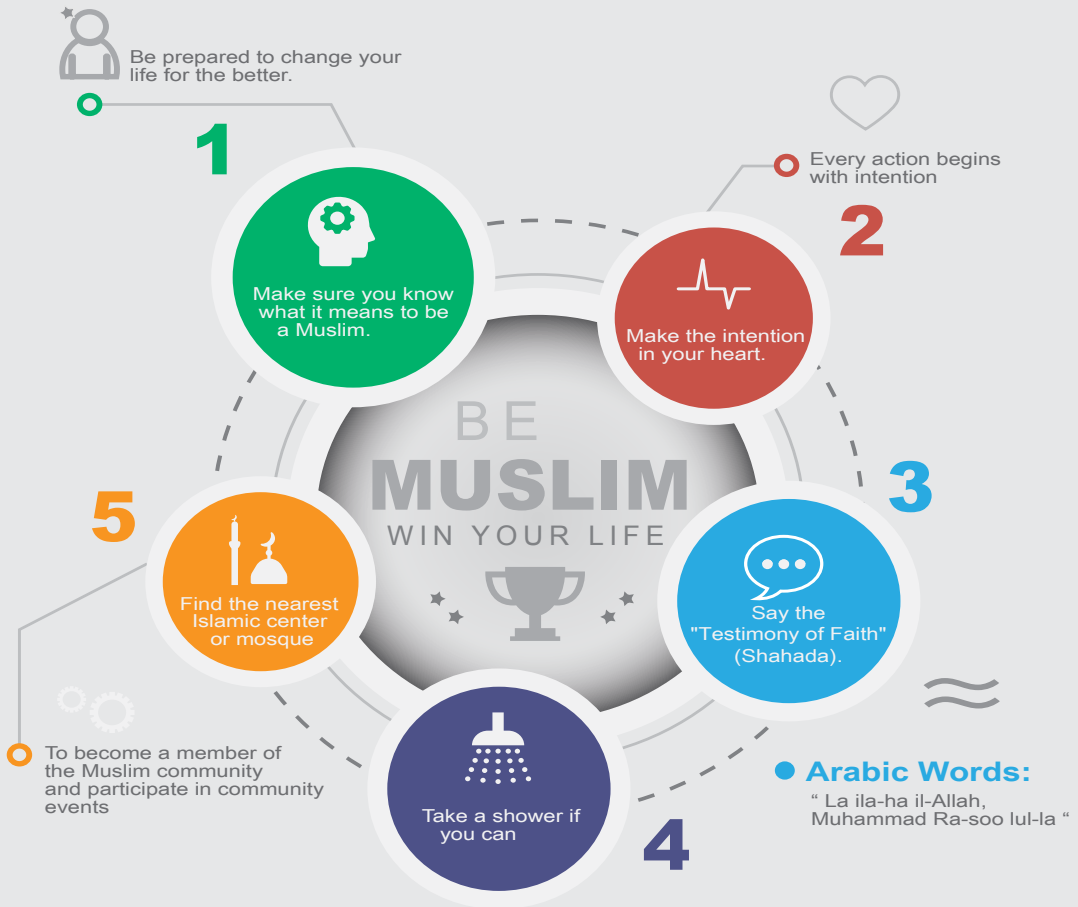 Be prepared to change your
life for the better.
1
Make sure you know
what it means to be
a Muslim.
Every action begins
with intention
2
Make the intention
in your heart.
BE
MUSLIM
WIN YOUR LIFE
3
Say the
"Testimony of Faith"
(Shahada).
Arabic Words:
“ La ila-ha il-Allah,
Muhammad Ra-soo lul-la “
4
Take a shower if
you can
5
Find the nearest
Islamic center
or mosque
To become a member of
the Muslim community
and participate in community
events